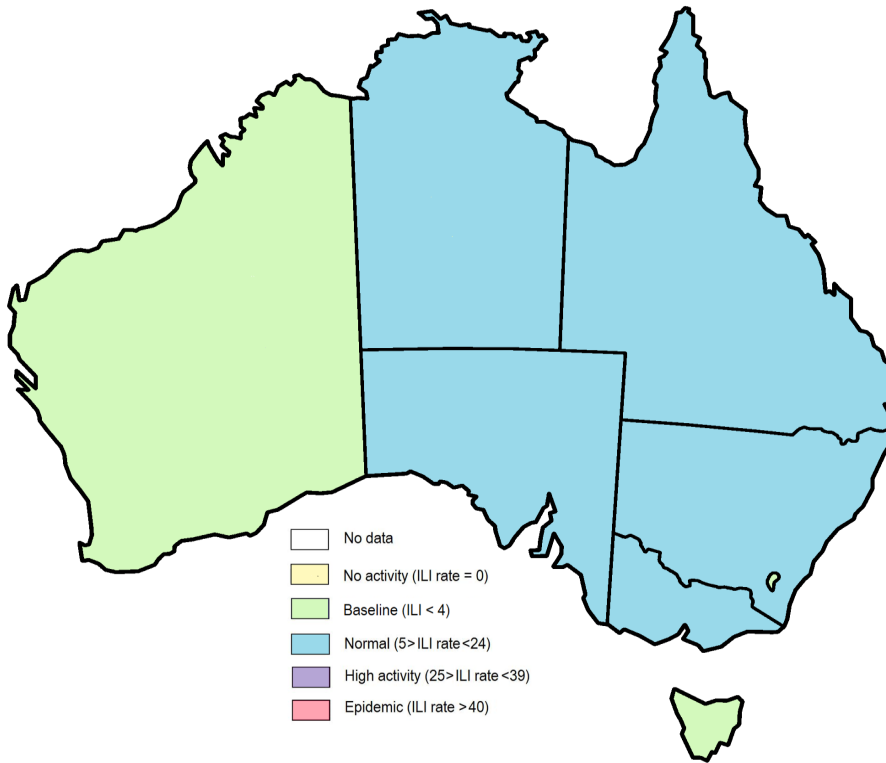 No data
No activity (ILI rate = 0)
Baseline (ILI < 4)
Normal (5> ILI rate <24)
High activity (25> ILI rate <39)
Epidemic (ILI rate >40)